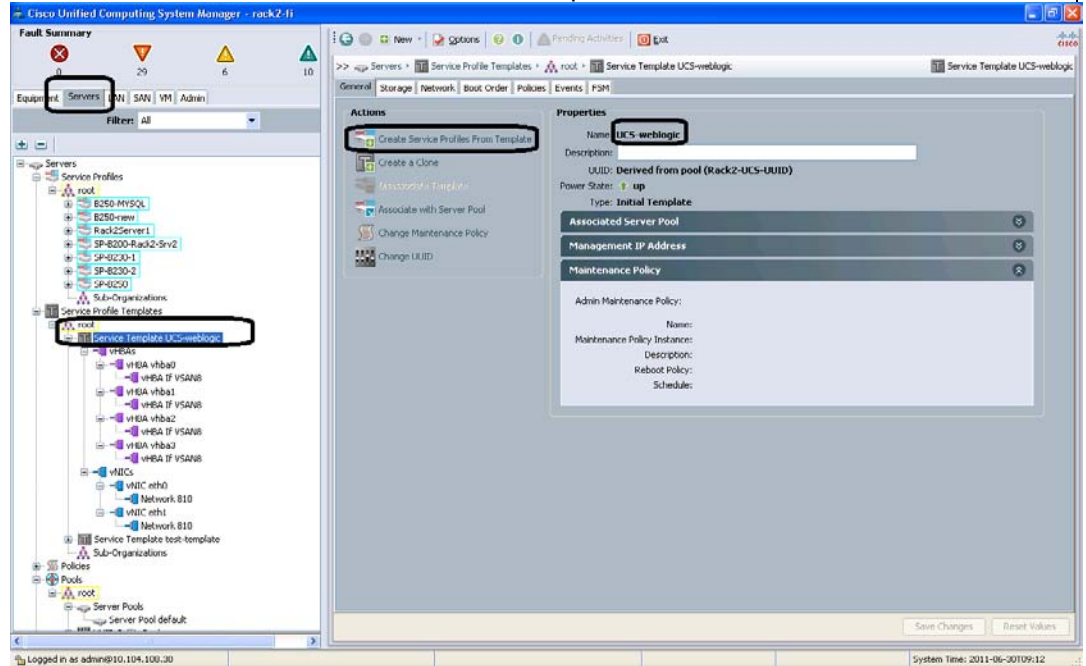 Cisco Unified Computing System Manager - rack2-fi
Fault Summary
0 29 6 10
Equipment Servers LAN SAN VM Admin
Filter: All
Servers
Service Profiles
root
B250-MYSQL
B250-new
Rack2Server1
SP-B200-Rack2-Srv2
SP-B230-1
SP-B230-2
SP-B250
Sub-Organizations
Service Profile Templates
root
Service Template UCS-weblogic
vHBAs
vHBA vhba0
vHBA If VSAN8
vHBA vhba1
vHBA If VSAN8
vHBA vhba2
vHBA If VSAN8
vHBA vhba3
vHBA If VSAN8
vNICs
vNIC eth0
Network 810
vNIC eth1
Network 810
Service Template test-template
Sub-Organizations
Policies
Pools
root
Server Pools
Server Pool default
Logged in as admin@10.104.108.30
New Options Pending Activities Exit
CISCO
>> Servers Service Profile Templates root Service Template UCS-weblogic
Service Template UCS-weblogic
General Storage Network Boot Order Policies Events FSM
Actions
Create Service Profiles From Template
Create a Clone
Disassociate Template
Associate with Server Pool
Change Maintenance Policy
Change UUID
Properties
Name: UCS-weblogic
Description:
UUID: Derived from pool (Rack2-UCS-UUID)
Power State: up
Type: Initial Template
Associated Server Pool
Management IP Address
Maintenance Policy
Admin Maintenance Policy:
Name:
Maintenance Policy Instance:
Description:
Reboot Policy:
Schedule:
Save Changes Reset Values
System Time: 2011-06-30T09:12